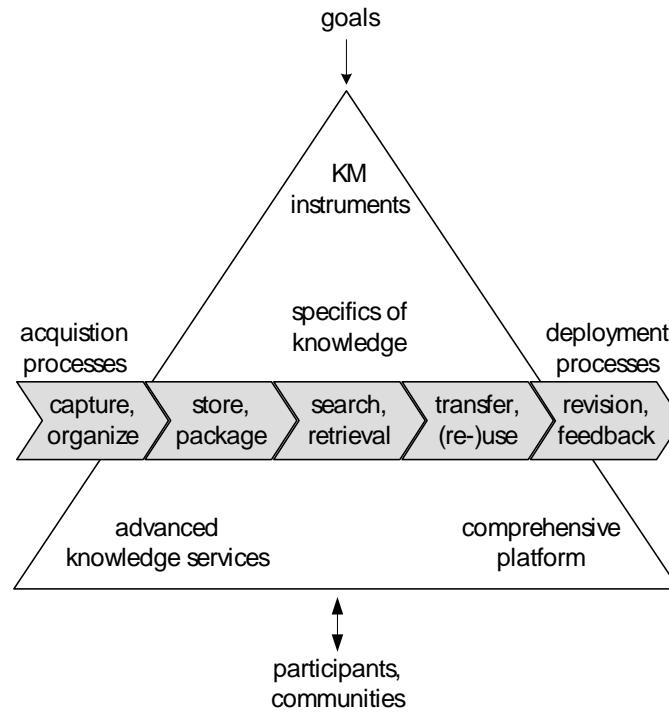 goals
KM
instruments
specifics of
knowledge
acquistion
processes
deployment
processes
capture,
organize
store,
package
search,
retrieval
transfer,
(re-)use
revision,
feedback
advanced
knowledge services
comprehensive
platform
participants,
communities